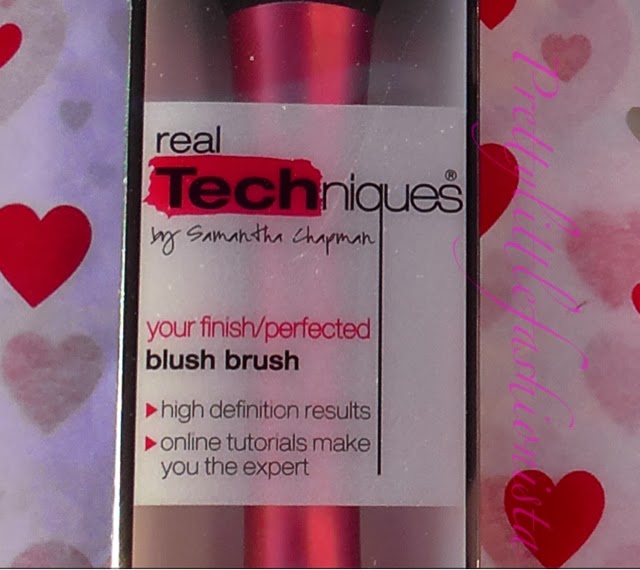 real
Techniques®
by Samantha Chapman
your finish/perfected
blush brush
high definition results
online tutorials make
you the expert
Prettylittlefashionista